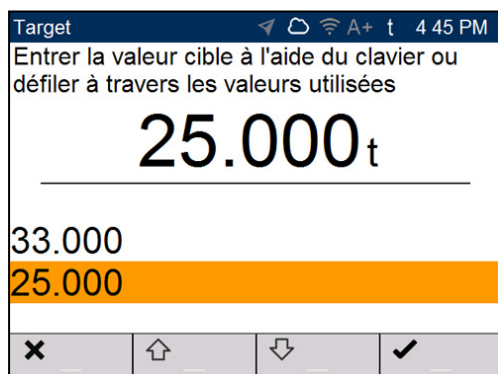 Target A+ t 4 45 PM
Entrer la valeur cible à l'aide du clavier ou
défiler à travers les valeurs utilisées
25.000 t
33.000
25.000